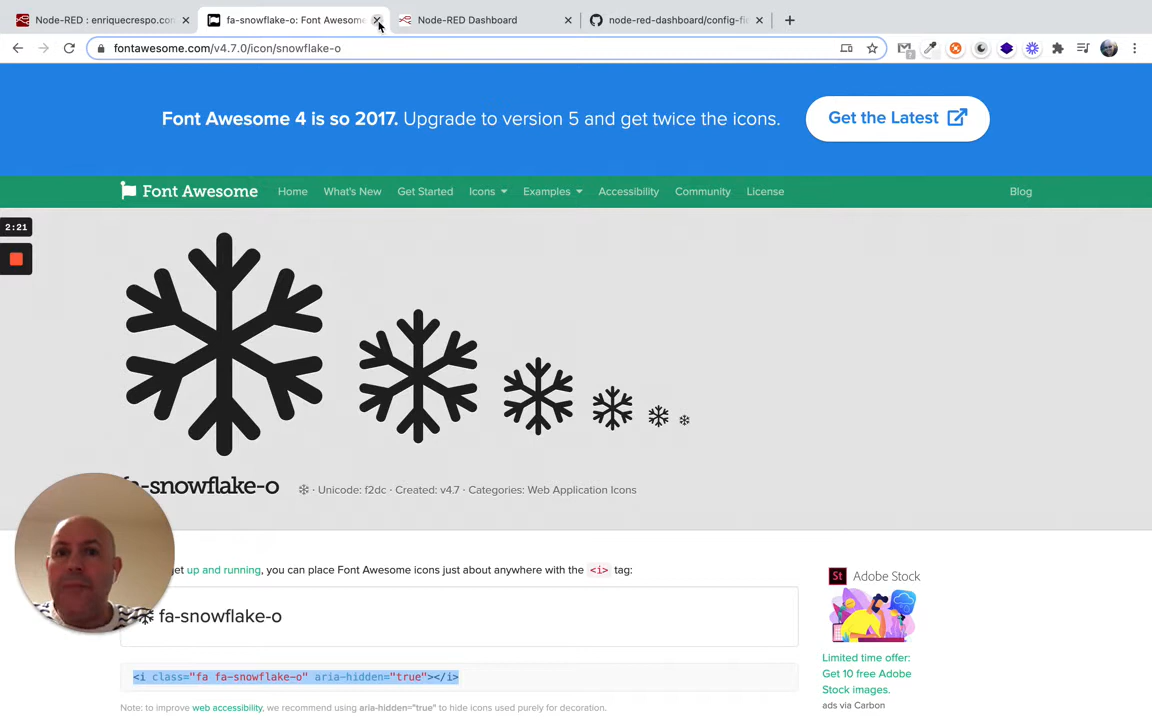 Node-RED : enriquecrespo.con
fa-snowflake-o: Font Awesom
Node-RED Dashboard
node-red-dashboard/config-fi
fontawesome.com/v4.7.0/icon/snowflake-o
Font Awesome 4 is so 2017. Upgrade to version 5 and get twice the icons.
Get the Latest
Font Awesome
Home
What's New
Get Started
Icons
Examples
Accessibility
Community
License
Blog
2:21
fa-snowflake-o
· Unicode: f2dc · Created: v4.7 · Categories: Web Application Icons
get up and running, you can place Font Awesome icons just about anywhere with the <i> tag:
fa-snowflake-o
<i class="fa fa-snowflake-o" aria-hidden="true"></i>
Note: to improve web accessibility, we recommend using aria-hidden="true" to hide icons used purely for decoration.
St Adobe Stock
Limited time offer:
Get 10 free Adobe
Stock images.
ads via Carbon